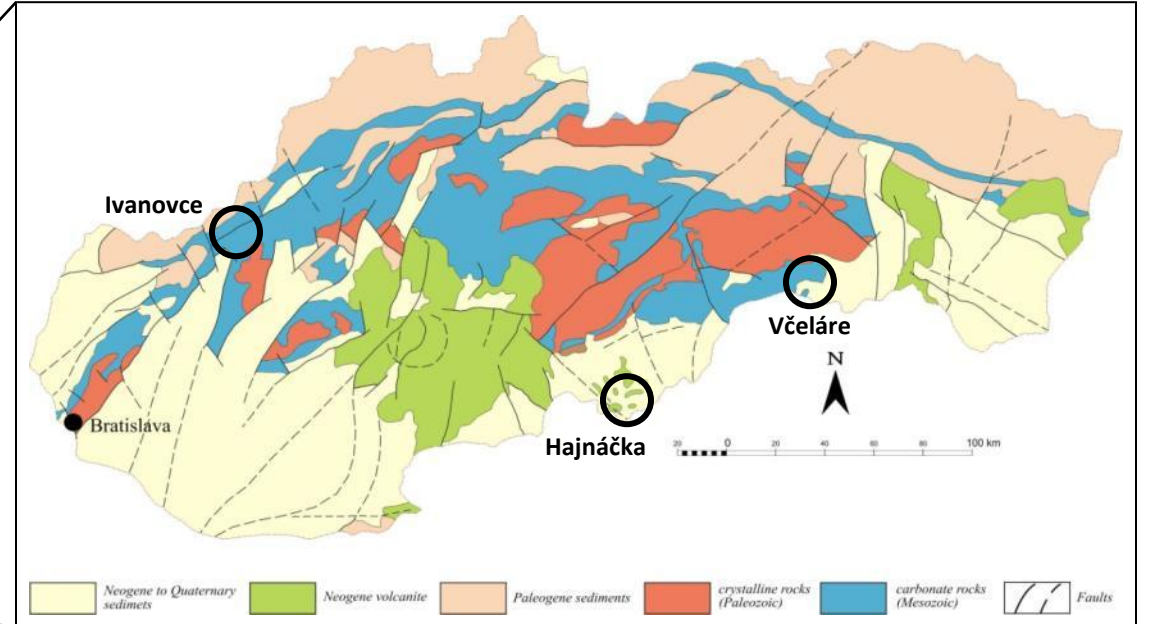 Ivanovce
Včeláre
N
Bratislava
Hajnáčka
20 0 20 40 60 80 100 km
Neogene to Quaternary
sedimets
Neogene volcanite
Paleogene sediments
crystalline rocks
(Paleozoic)
carbonate rocks
(Mesozoic)
Faults